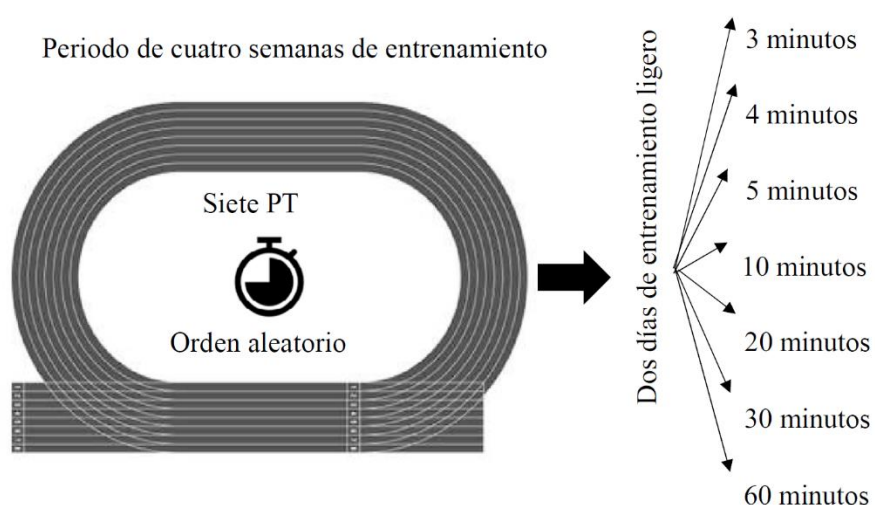 Periodo de cuatro semanas de entrenamiento
Siete PT
Orden aleatorio
Dos días de entrenamiento ligero
3 minutos
4 minutos
5 minutos
10 minutos
20 minutos
30 minutos
60 minutos